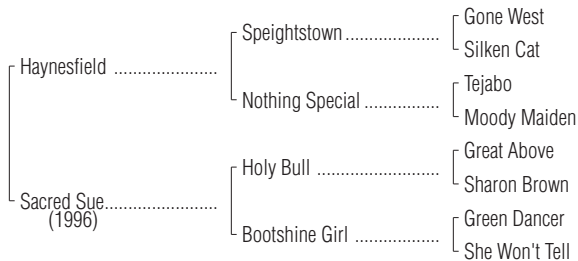 Gone West
Speightstown ..................
Silken Cat
Haynesfield ....................
Tejabo
Nothing Special ................
Moody Maiden
Great Above
Holy Bull .......................
Sharon Brown
Sacred Sue......................
(1996)
Green Dancer
Bootshine Girl .................
She Won't Tell